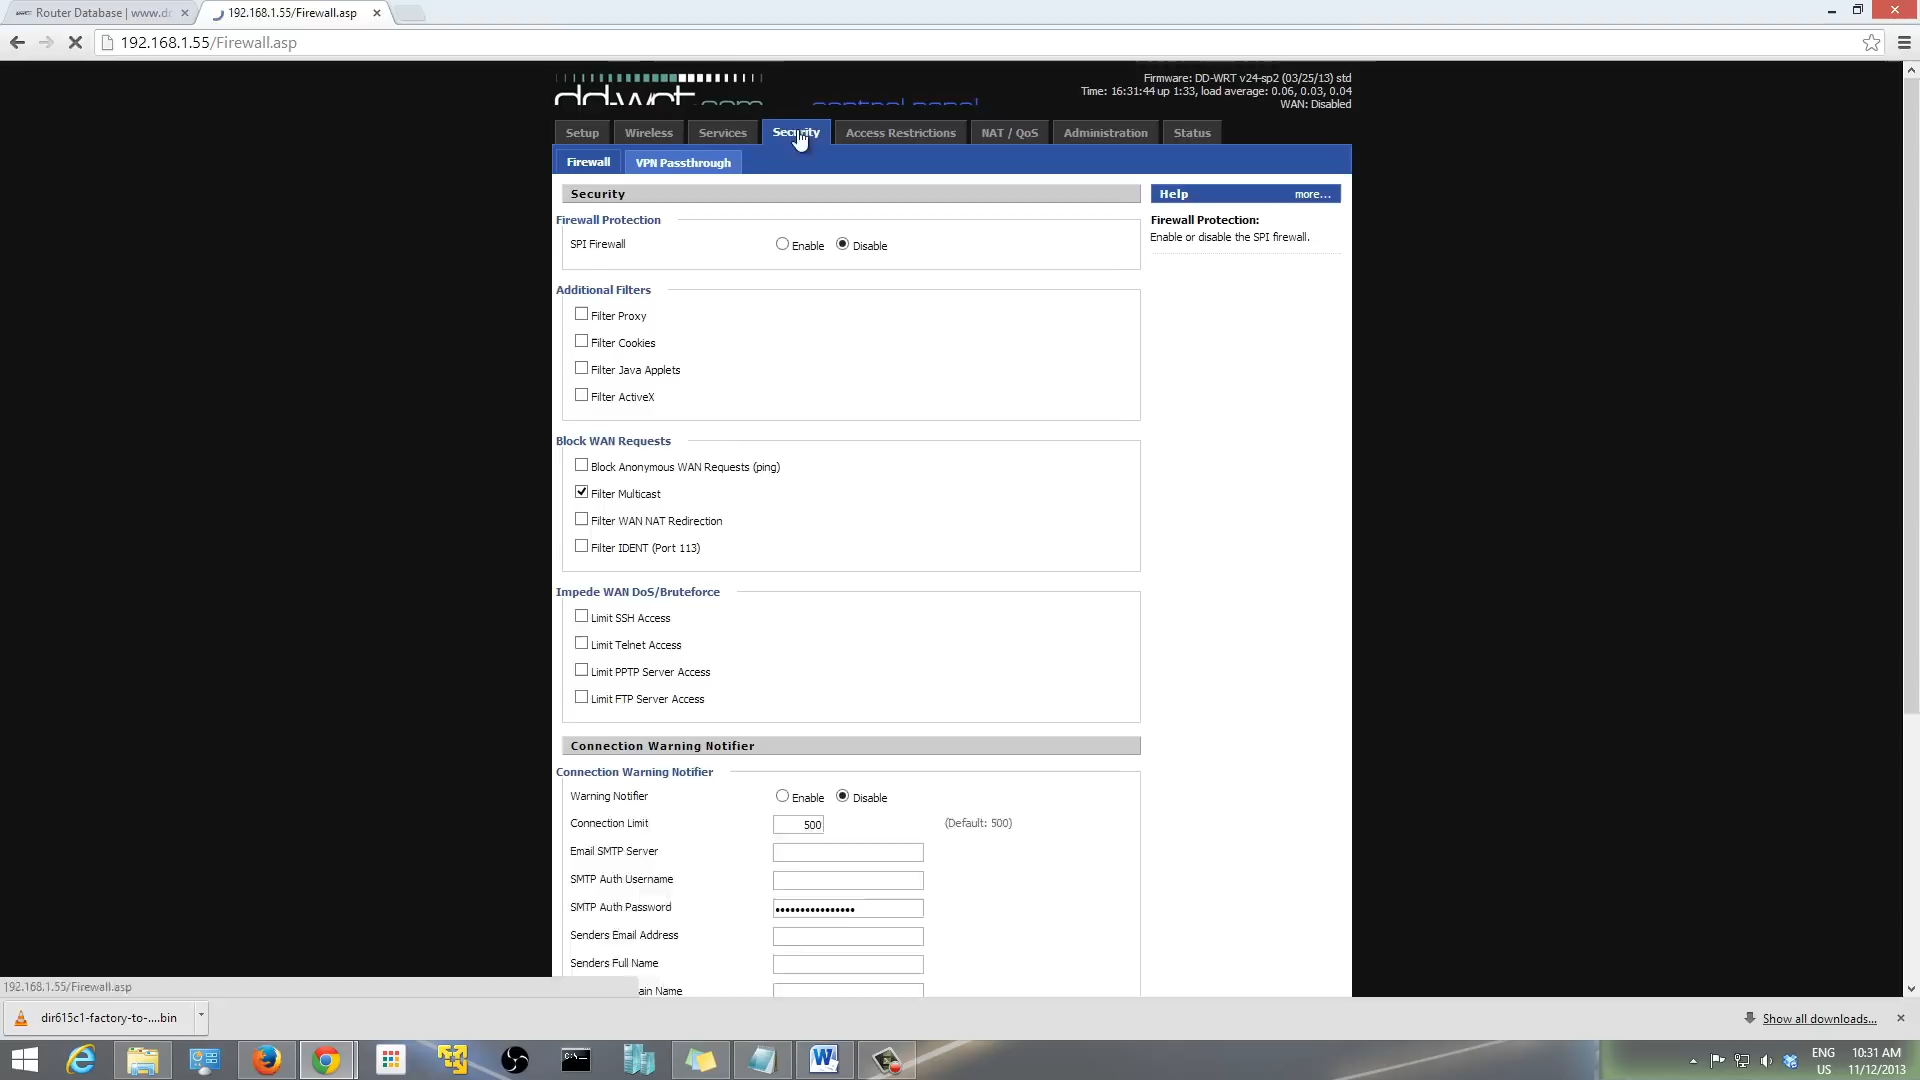 Router Database | www.d
192.168.1.55/Firewall.asp
192.168.1.55/Firewall.asp
dd-wrt.com
control panel
Firmware: DD-WRT v24-sp2 (03/25/13) std
Time: 16:31:44 up 1:33, load average: 0.06, 0.03, 0.04
WAN: Disabled
Setup Wireless Services Security Access Restrictions NAT / QoS Administration Status
Firewall VPN Passthrough
Security
Help more...
Firewall Protection
Firewall Protection:
SPI Firewall Enable Disable
Enable or disable the SPI firewall.
Additional Filters
Filter Proxy
Filter Cookies
Filter Java Applets
Filter ActiveX
Block WAN Requests
Block Anonymous WAN Requests (ping)
Filter Multicast
Filter WAN NAT Redirection
Filter IDENT (Port 113)
Impede WAN DoS/Bruteforce
Limit SSH Access
Limit Telnet Access
Limit PPTP Server Access
Limit FTP Server Access
Connection Warning Notifier
Connection Warning Notifier
Warning Notifier Enable Disable
Connection Limit 500 (Default: 500)
Email SMTP Server
SMTP Auth Username
SMTP Auth Password ••••••••••••••••
Senders Email Address
Senders Full Name
ain Name
192.168.1.55/Firewall.asp
dir615c1-factory-to-....bin
Show all downloads...
ENG 10:31 AM
US 11/12/2013